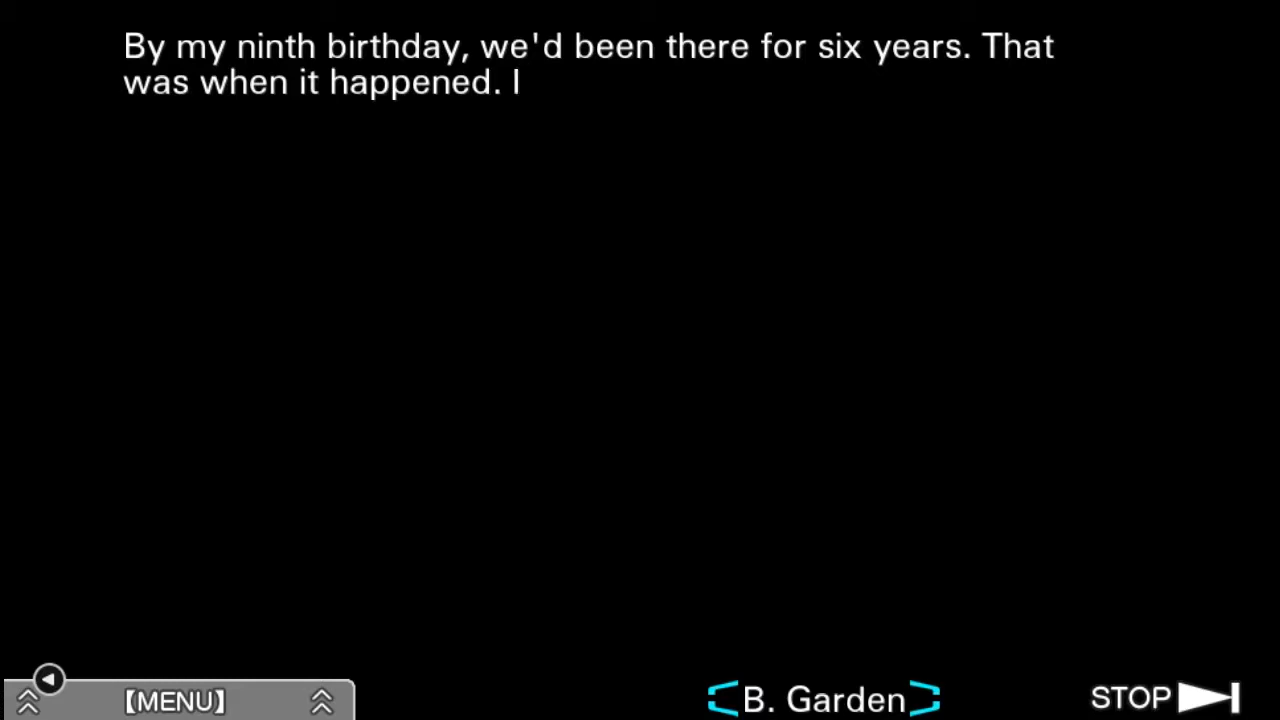 By my ninth birthday, we'd been there for six years. That
was when it happened. I
【MENU】
B. Garden
STOP